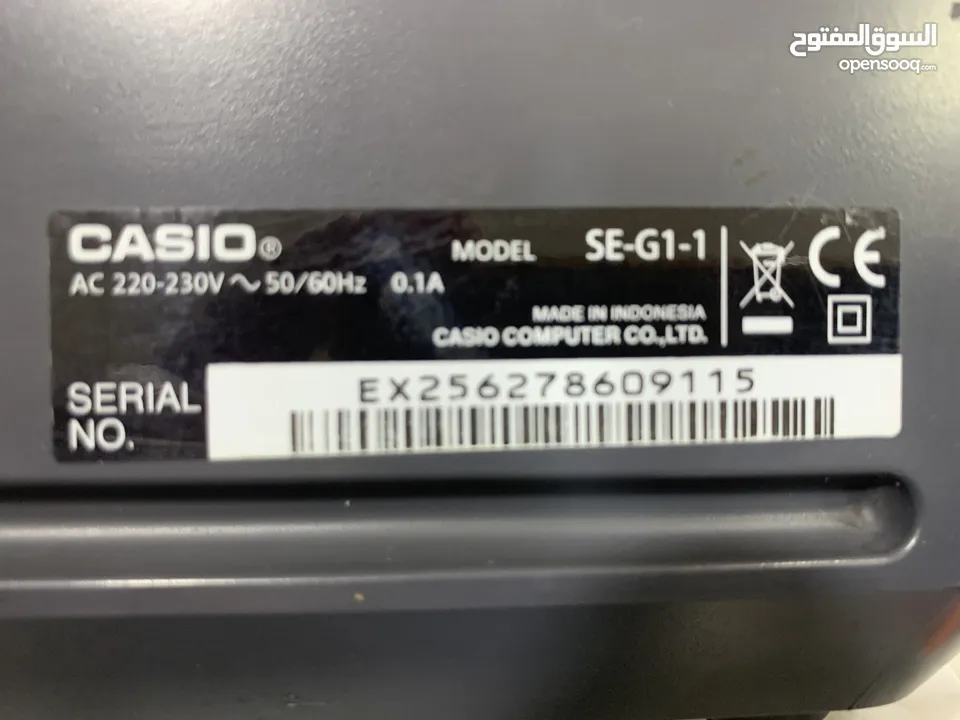 السوق المفتوح
opensooq.com
CASIO® MODEL SE-G1-1
AC 220-230V ~ 50/60Hz 0.1A
MADE IN INDONESIA
CASIO COMPUTER CO.,LTD.
CE
SERIAL NO.
EX256278609115